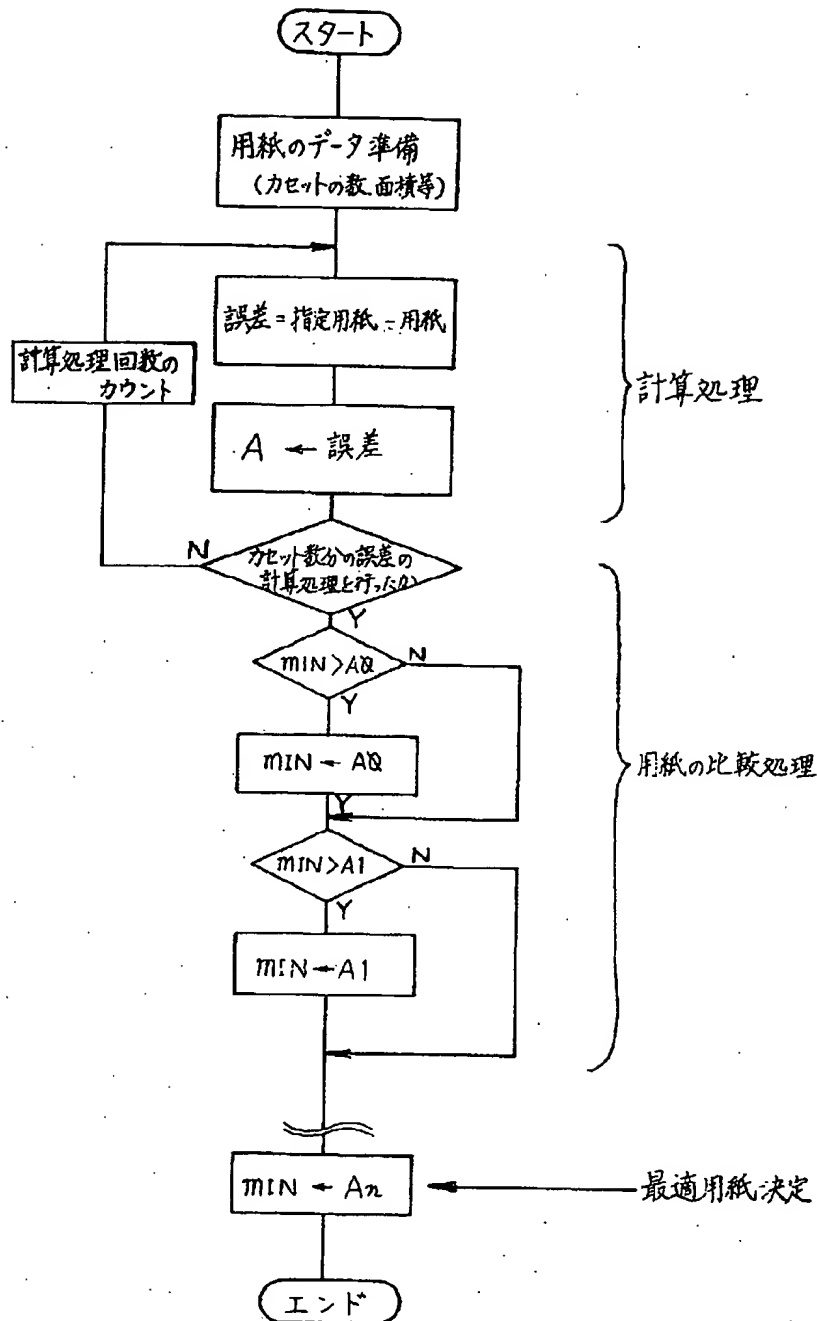 スタート
用紙のデータ準備
(カセットの数、面積等)
誤差=指定用紙-用紙
計算処理回数の
カウント
計算処理
A ← 誤差
N
カセット数分の誤差の
計算処理を行ったか
Y
MIN>A0
N
Y
MIN ← A0
用紙の比較処理
Y
MIN>A1
N
Y
MIN←A1
MIN ← An
最適用紙決定
エンド